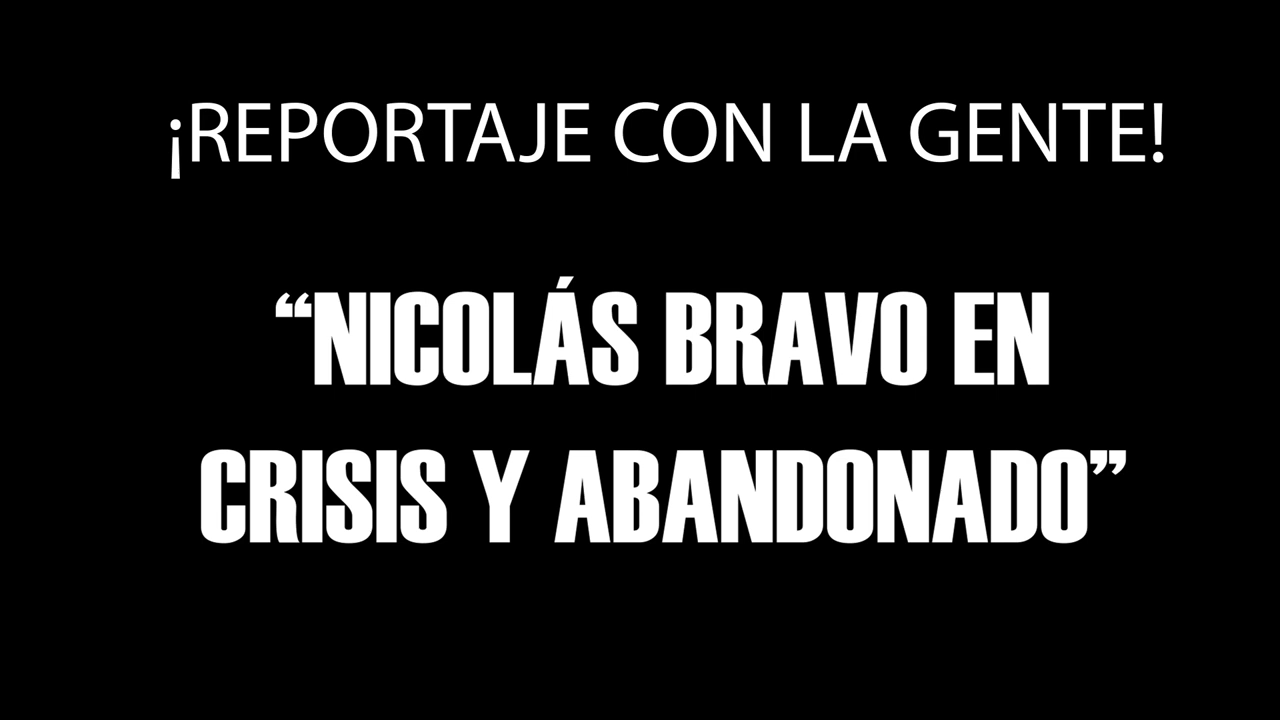 ¡REPORTAJE CON LA GENTE!
“NICOLÁS BRAVO EN
CRISIS Y ABANDONADO”